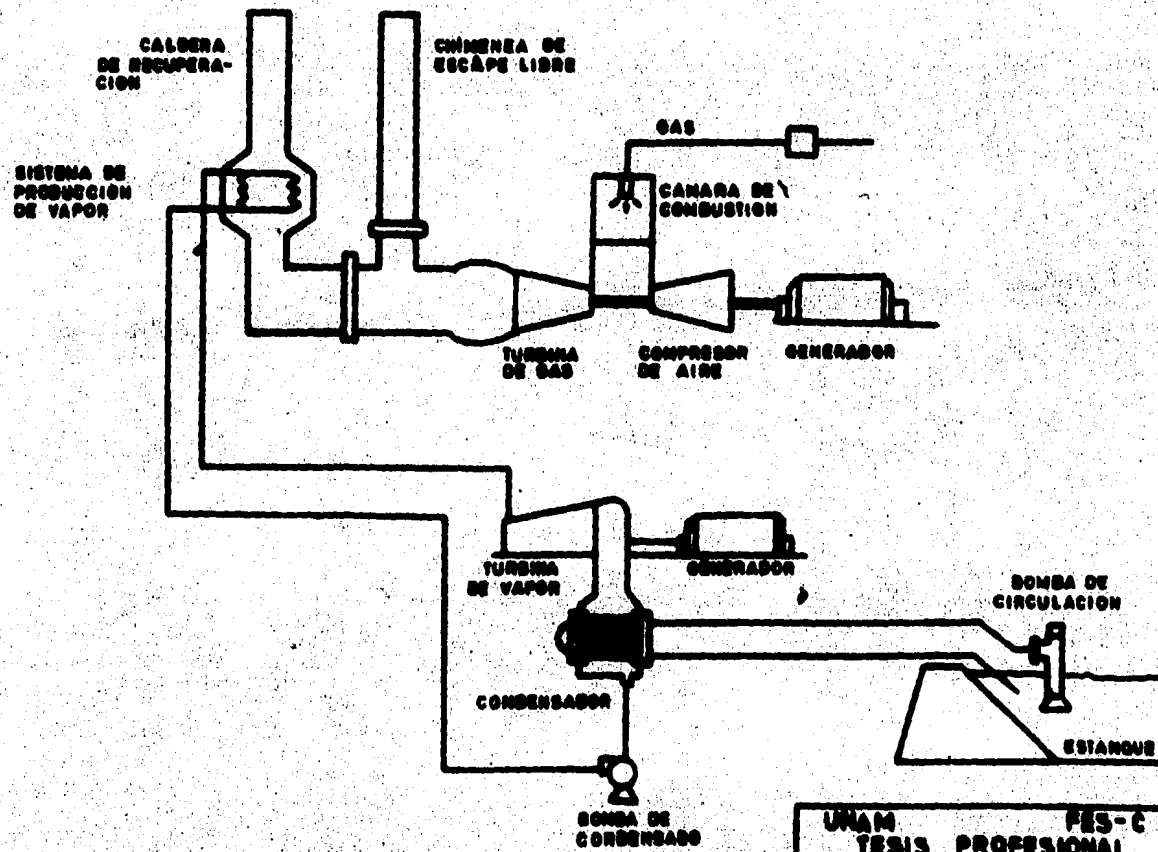 CALDERA
DE RECUPERA-
CION
CHIMENEA DE
ESCAPE LIBRE
GAS
SISTEMA DE
PRODUCCIÓN
DE VAPOR
CAMARA DE
COMBUSTION
TURBINA
DE GAS
COMPRESOR
DE AIRE
GENERADOR
TURBINA
DE VAPOR
GENERADOR
BOMBA DE
CIRCULACION
CONDENSADOR
ESTANQUE
BOMBA DE
CONDENSADO
UNAM FES-C
TESIS PROFESIONAL